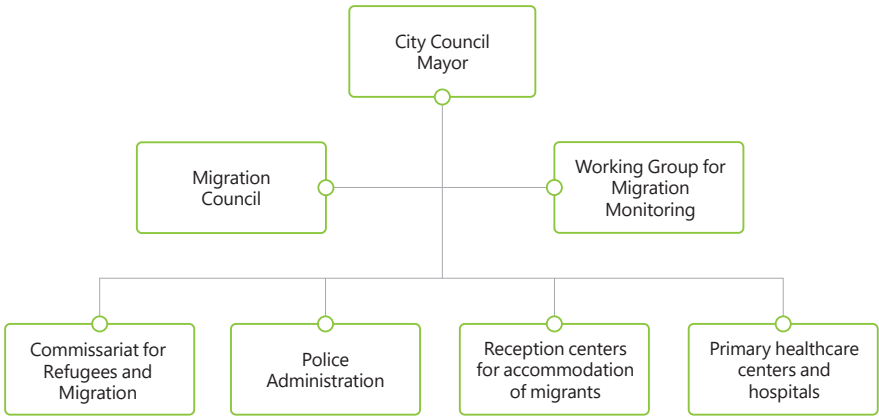 City Council
Mayor
Migration
Council
Working Group for
Migration
Monitoring
Commissariat for
Refugees and
Migration
Police
Administration
Reception centers
for accommodation
of migrants
Primary healthcare
centers and
hospitals